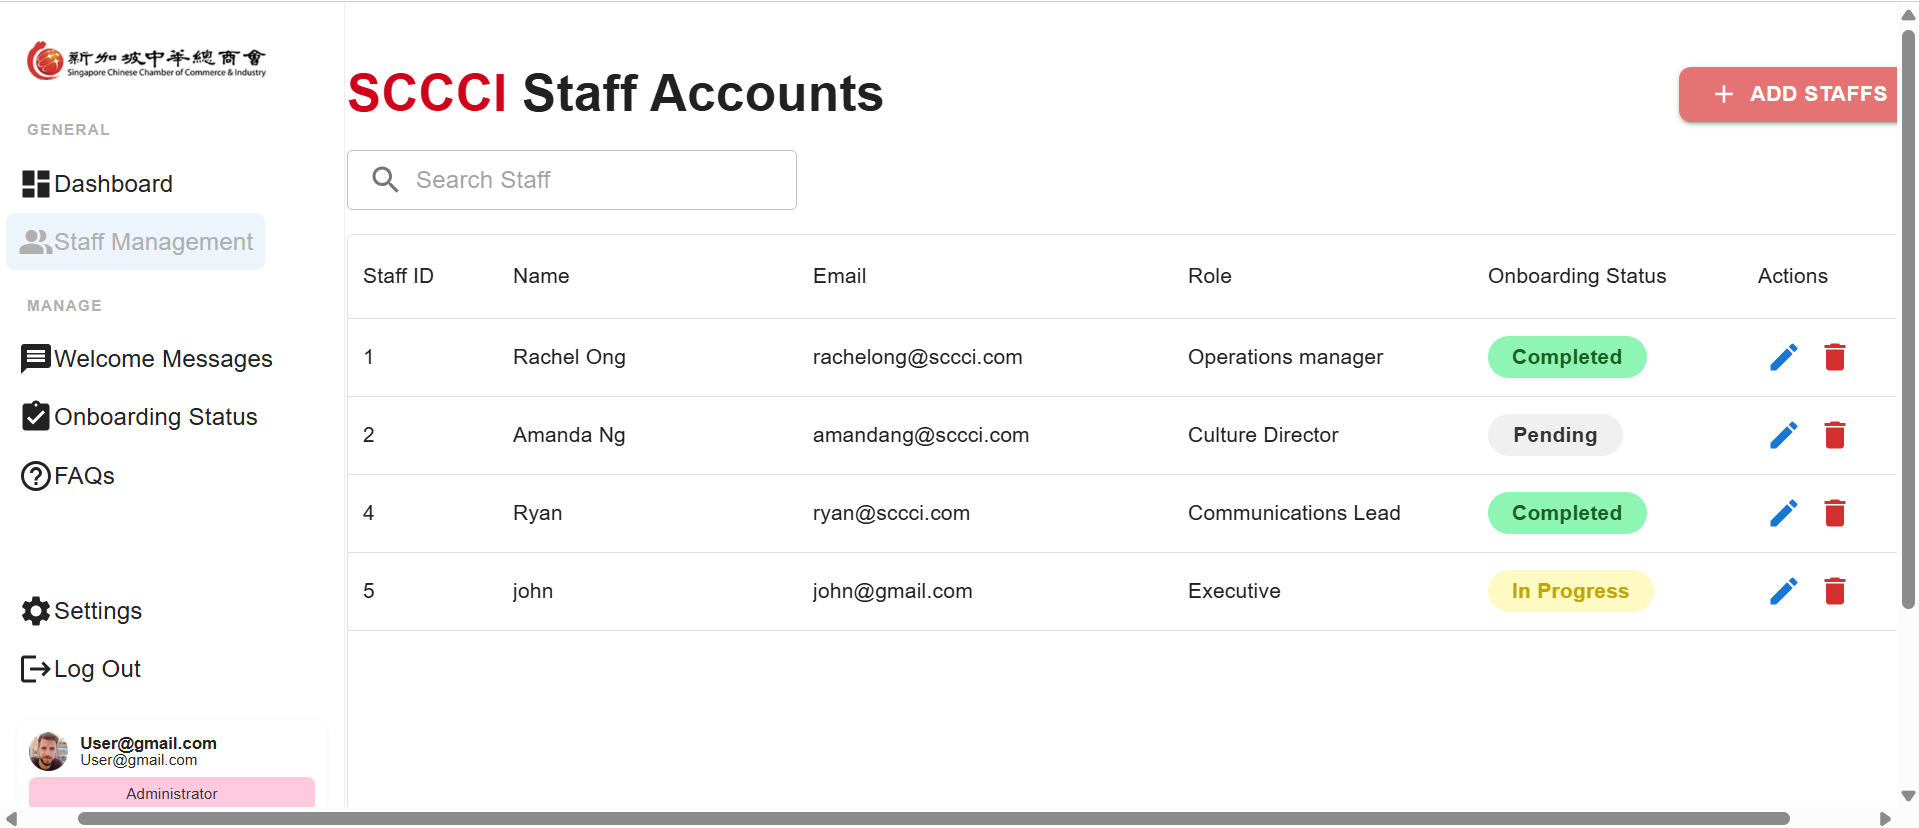 新加坡中华總商會
Singapore Chinese Chamber of Commerce & Industry
GENERAL
Dashboard
Staff Management
MANAGE
Welcome Messages
Onboarding Status
FAQs
Settings
Log Out
User@gmail.com
User@gmail.com
Administrator
SCCCI Staff Accounts
ADD STAFFS
Search Staff
Staff ID Name Email Role Onboarding Status Actions
1 Rachel Ong rachelong@sccci.com Operations manager Completed
2 Amanda Ng amandang@sccci.com Culture Director Pending
4 Ryan ryan@sccci.com Communications Lead Completed
5 john john@gmail.com Executive In Progress